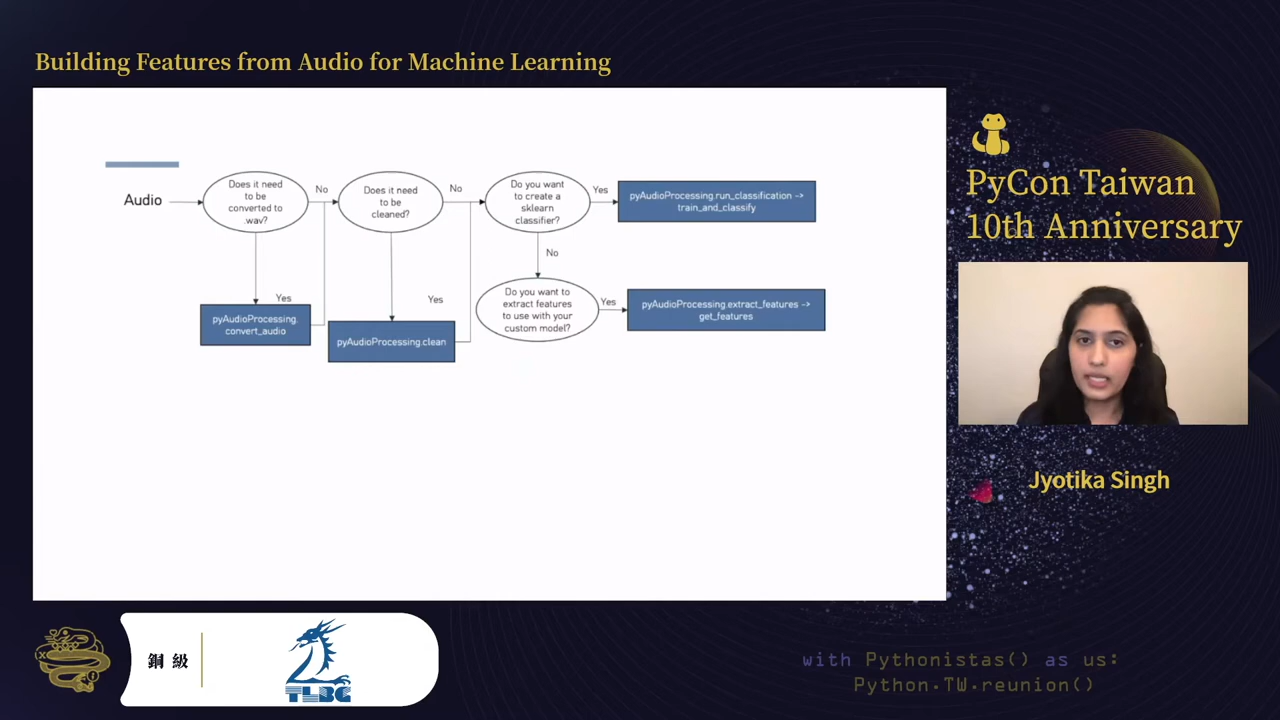 Building Features from Audio for Machine Learning
Audio
Does it need
to be
converted to
wav?
No
Does it need
to be
cleaned?
No
Do you want
to create a
sklearn
classifier?
Yes
pyAudioProcessing.run_classification ->
train_and_classify
No
Yes
pyAudioProcessing.
convert_audio
Yes
pyAudioProcessing.clean
Do you want to
extract features
to use with your
custom model?
Yes
pyAudioProcessing.extract_features ->
get_features
PyCon Taiwan
10th Anniversary
Jyotika Singh
銅 級
TLBC
with Pythonistas() as us:
Python.TW.reunion()